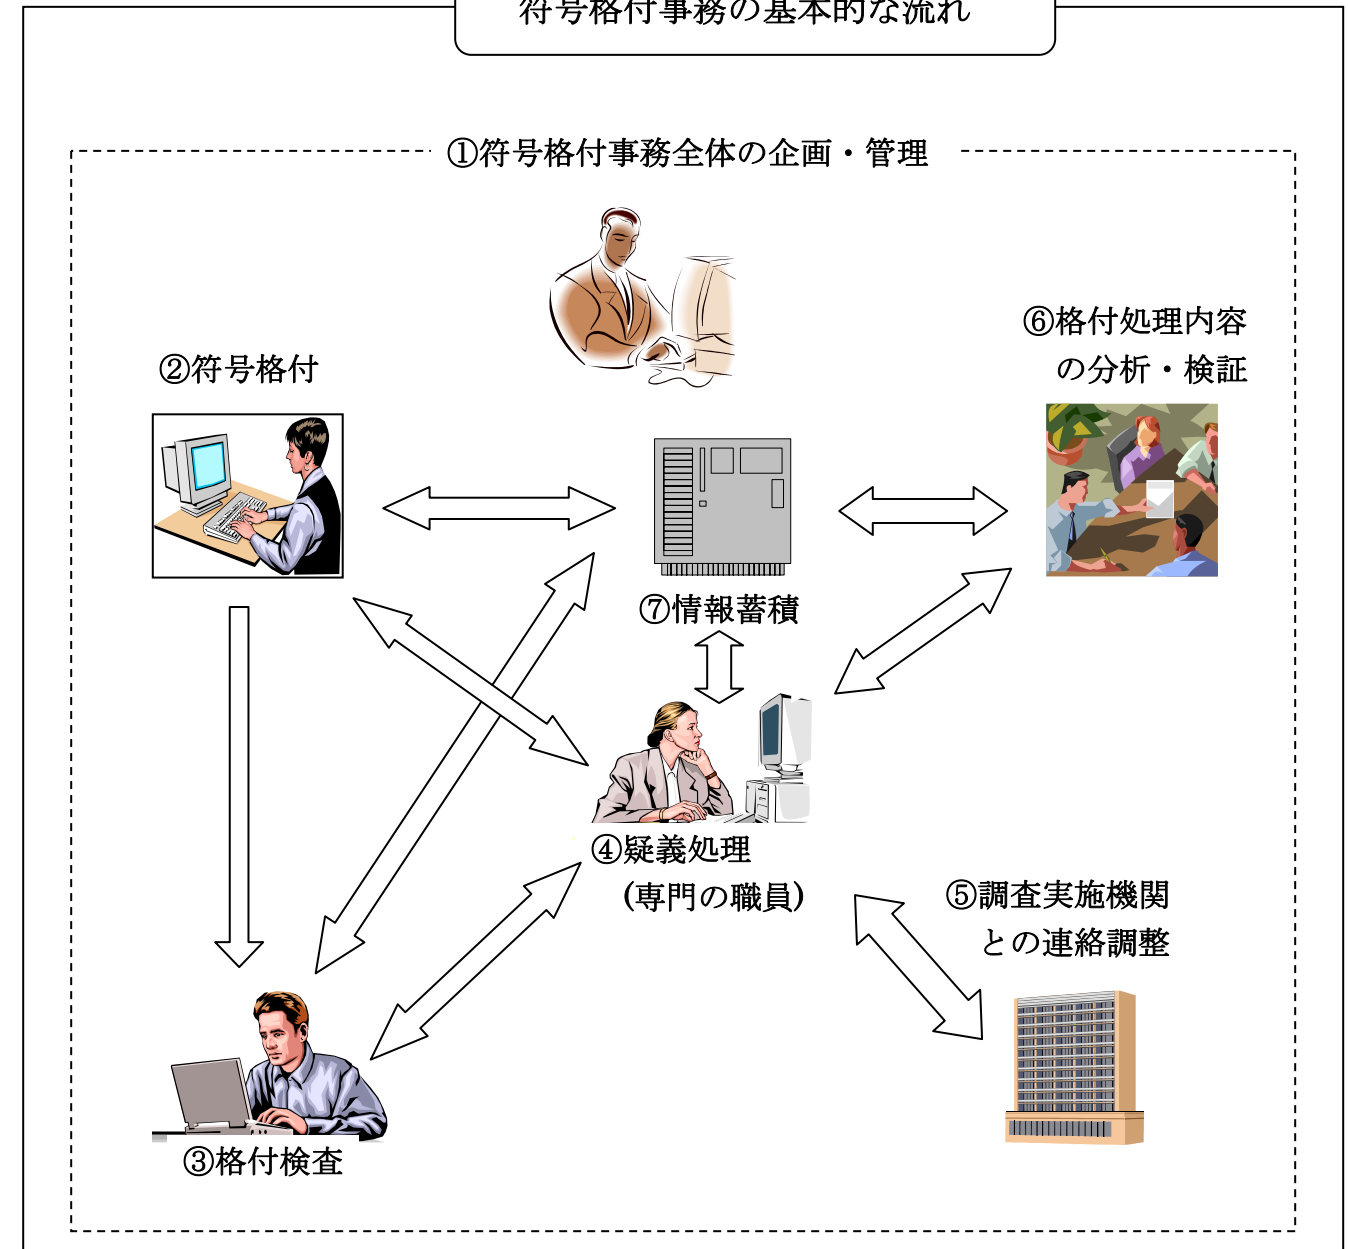 符号格付事務の基本的な流れ
①符号格付事務全体の企画・管理
⑥格付処理内容
の分析・検証
②符号格付
⑦情報蓄積
④疑義処理
(専門の職員)
⑤調査実施機関
との連絡調整
③格付検査